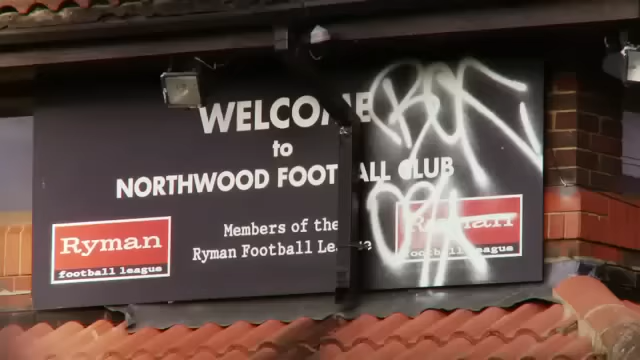 WELCOME
to
NORTHWOOD FOOTBALL CLUB
Members of the
Ryman Football League
Ryman
football league
Ryman
football league